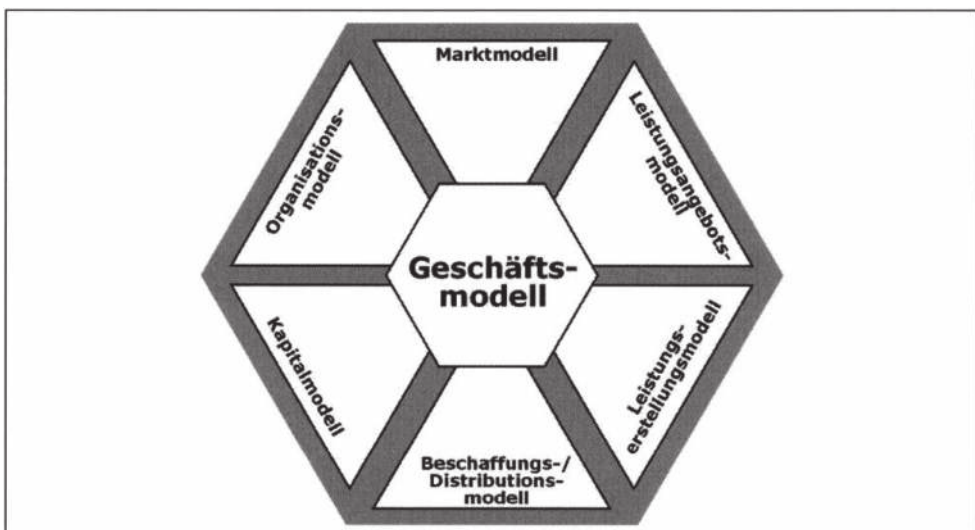 Marktmodell
Leistungsangebots-
modell
Leistungs-
erstellungsmodell
Beschaffungs-/
Distributions-
modell
Kapitalmodell
Organisations-
modell
Geschäfts-
modell